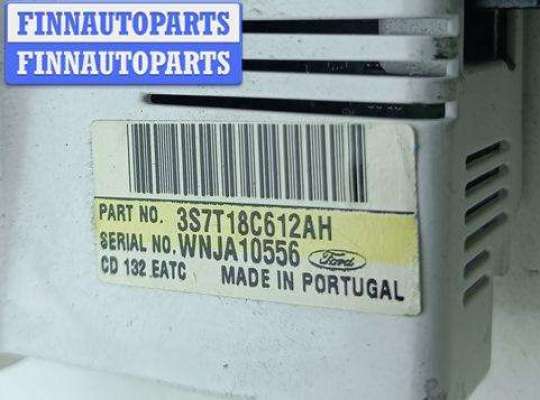 FINNAUTOPARTS
FINNAUTOPARTS
PART NO. 3S7T18C612AH
SERIAL NO. WNJA10556
Ford
CD 132 EATC MADE IN PORTUGAL